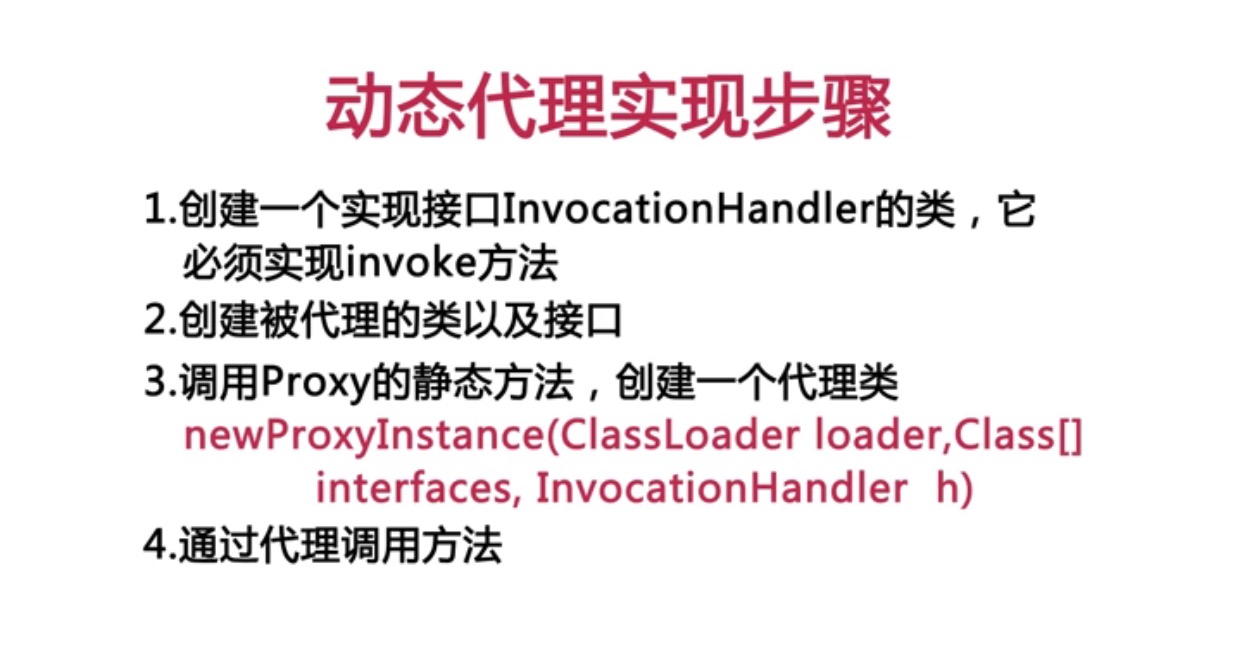 动态代理实现步骤
1.创建一个实现接口InvocationHandler的类，它
必须实现invoke方法
2.创建被代理的类以及接口
3.调用Proxy的静态方法，创建一个代理类
newProxyInstance(ClassLoader loader,Class[]
interfaces, InvocationHandler  h)
4.通过代理调用方法